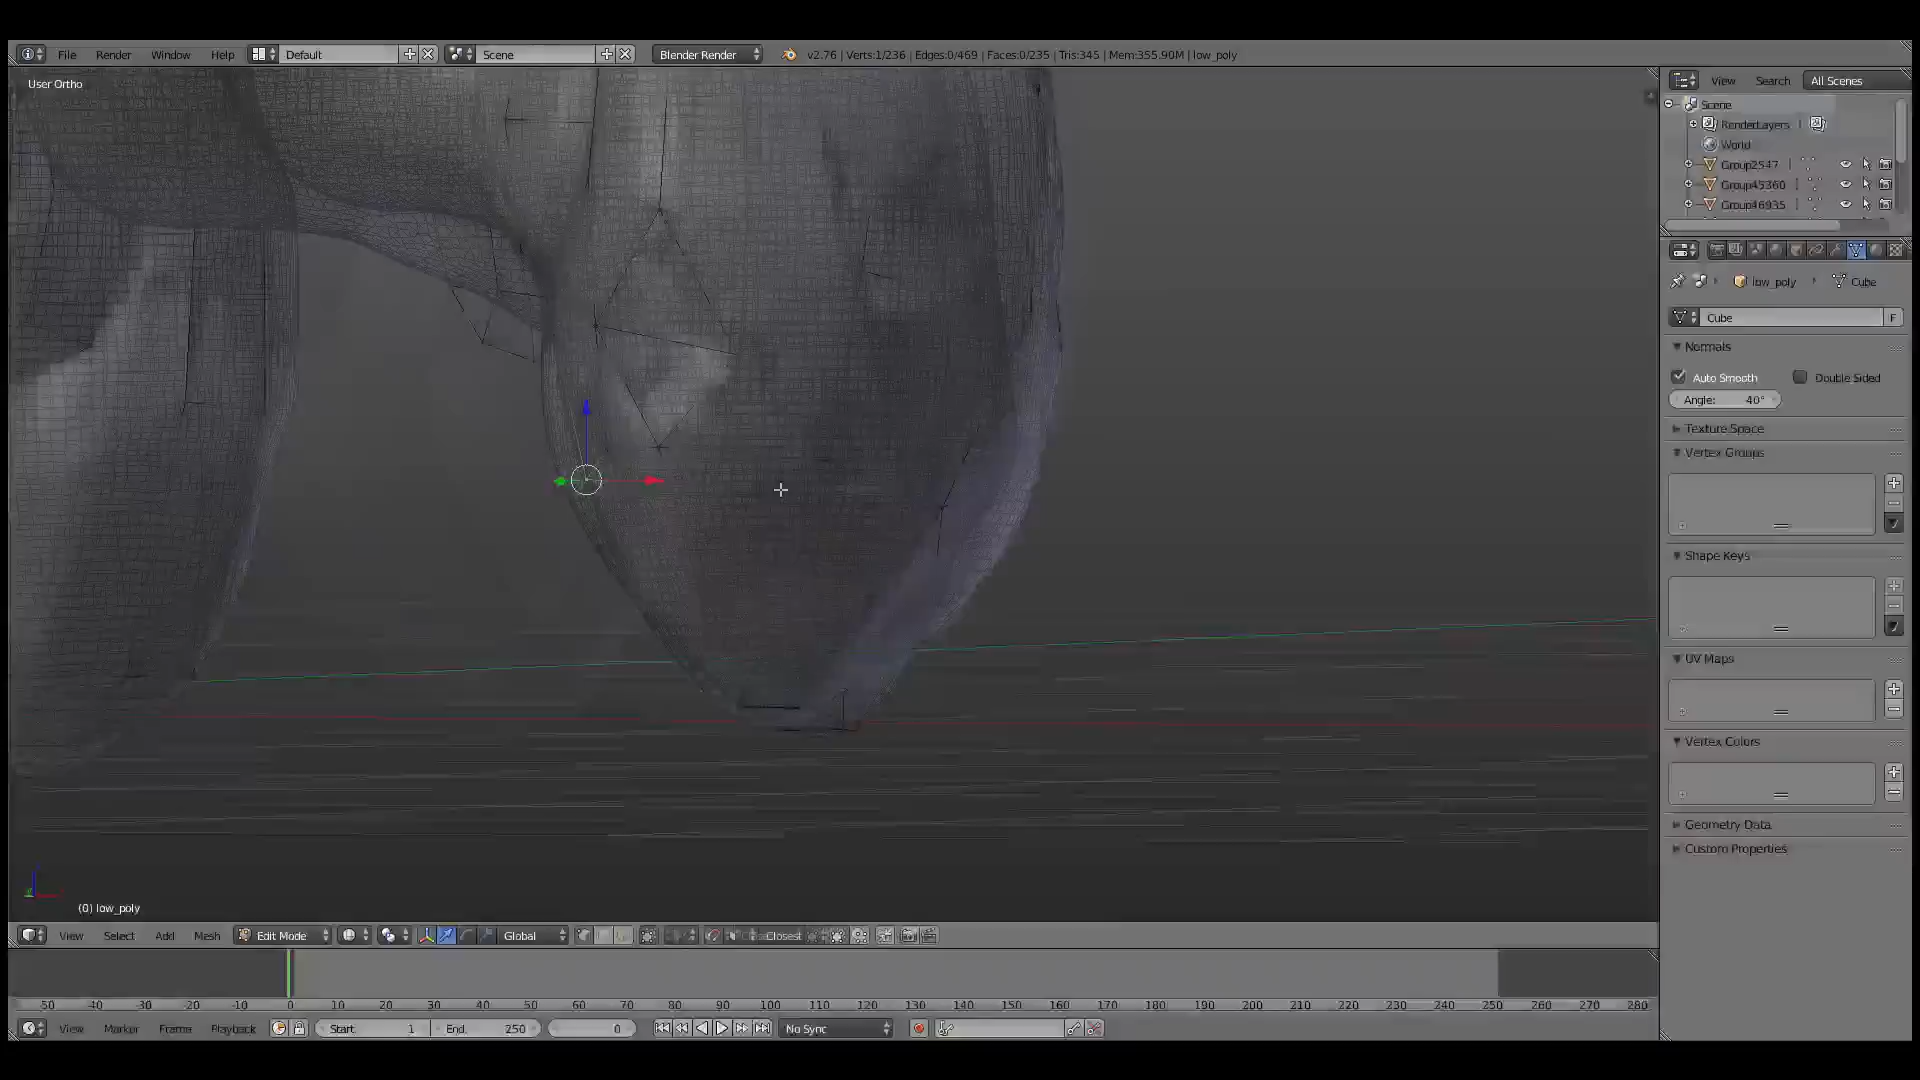 File Render Window Help Default Scene Blender Render v2.76 | Verts:1/236 | Edges:0/469 | Faces:0/235 | Tris:345 | Mem:355.90M | low_poly
User Ortho
View Search All Scenes
Scene
RenderLayers |
World
Group2547 |
Group45360 |
Group46935 |
low_poly Cube
Cube F
Normals
Auto Smooth Double Sided
Angle: 40°
Texture Space
Vertex Groups
Shape Keys
UV Maps
Vertex Colors
Geometry Data
Custom Properties
(0) low_poly
View Select Add Mesh Edit Mode Global Closest
-50 -40 -30 -20 -10 0 10 20 30 40 50 60 70 80 90 100 110 120 130 140 150 160 170 180 190 200 210 220 230 240 250 260 270 280
View Marker Frame Playback Start: 1 End: 250 0 No Sync